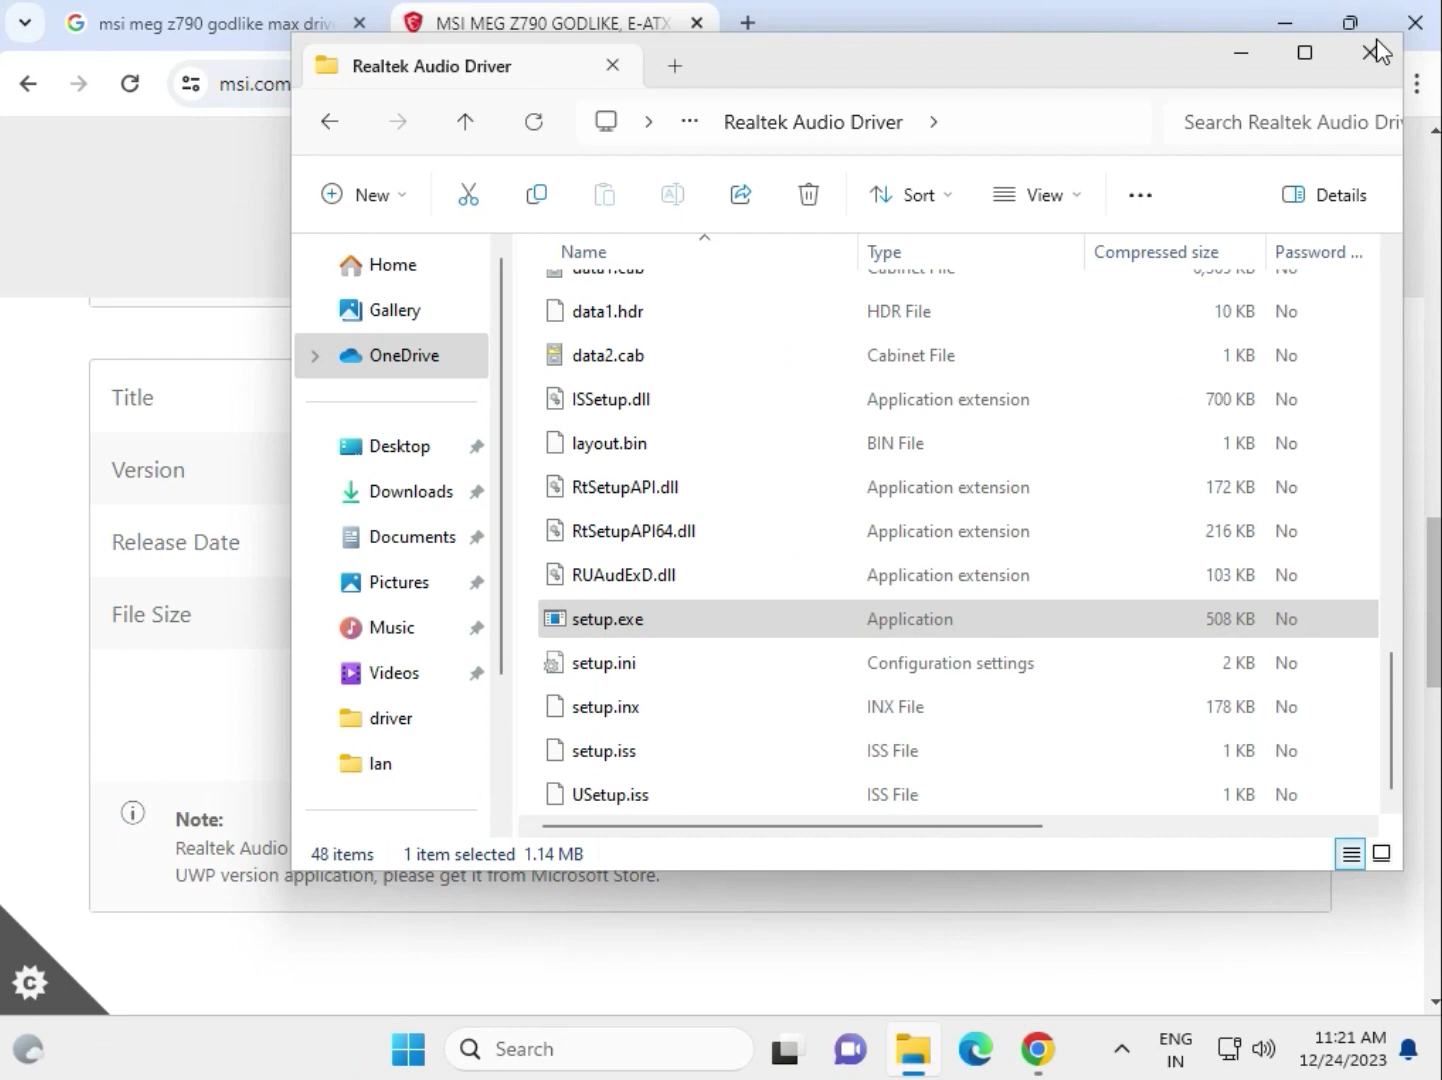 msi meg z790 godlike max driv
MSI MEG Z790 GODLIKE, E-ATX
msi.com
Realtek Audio Driver
Realtek Audio Driver
Search Realtek Audio Dri
New
Sort
View
Details
Name Type Compressed size Password ...
data1.cab Cabinet File No
data1.hdr HDR File 10 KB No
data2.cab Cabinet File 1 KB No
ISSetup.dll Application extension 700 KB No
layout.bin BIN File 1 KB No
RtSetupAPI.dll Application extension 172 KB No
RtSetupAPI64.dll Application extension 216 KB No
RUAudExD.dll Application extension 103 KB No
setup.exe Application 508 KB No
setup.ini Configuration settings 2 KB No
setup.inx INX File 178 KB No
setup.iss ISS File 1 KB No
USetup.iss ISS File 1 KB No
Home
Gallery
OneDrive
Desktop
Downloads
Documents
Pictures
Music
Videos
driver
lan
48 items 1 item selected 1.14 MB
Title
Version
Release Date
File Size
Note:
Realtek Audio
UWP version application, please get it from Microsoft Store.
Search
ENG
IN
11:21 AM
12/24/2023